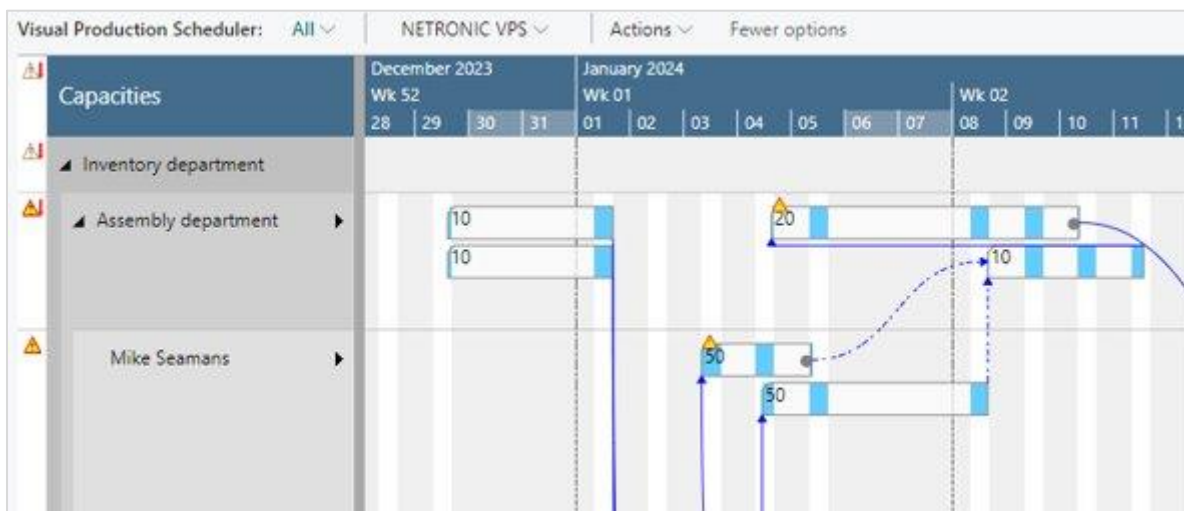 Visual Production Scheduler: All NETRONIC VPS Actions Fewer options
December 2023 January 2024
Capacities
Wk 52 Wk 01 Wk 02
28 29 30 31 01 02 03 04 05 06 07 08 09 10 11 1
Inventory department
Assembly department
10 20
10 10
Mike Seamans
50
50